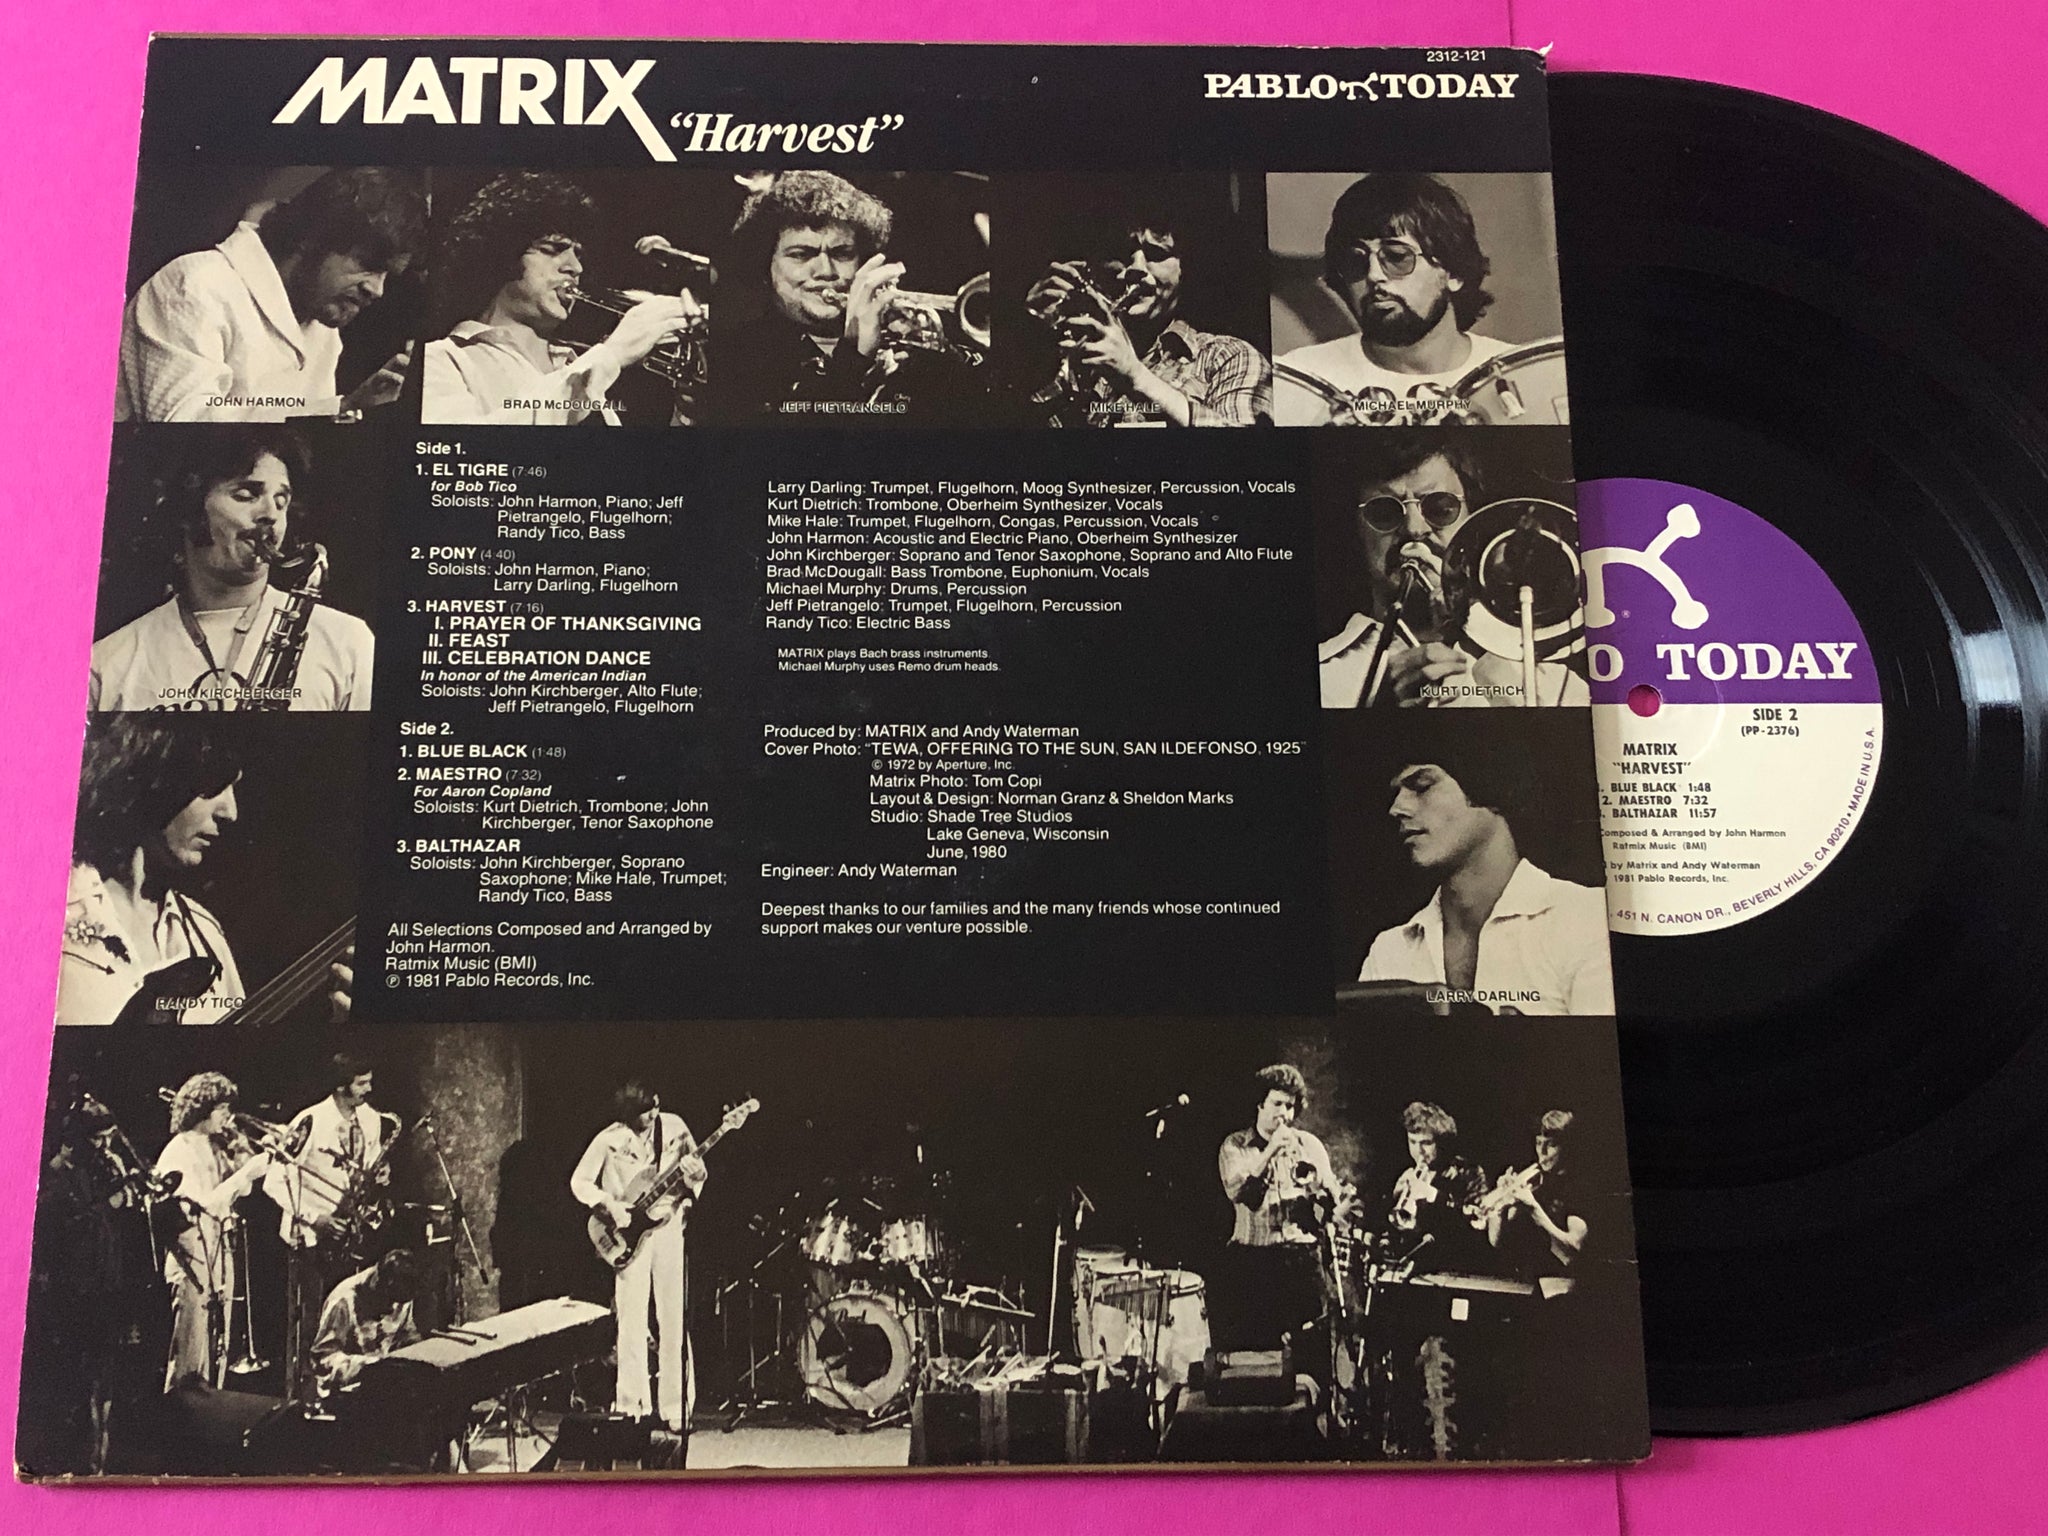 2312-121
MATRIX
"Harvest"
PABLO TODAY
JOHN HARMON
BRAD McDOUGALL
JEFF PIETRANGELO
MIKE HALE
MICHAEL MURPHY
JOHN KIRCHBERGER
RANDY TICO
KURT DIETRICH
LARRY DARLING
Side 1.
1. EL TIGRE (7:46)
for Bob Tico
Soloists: John Harmon, Piano; Jeff
Pietrangelo, Flugelhorn;
Randy Tico, Bass
2. PONY (4:40)
Soloists: John Harmon, Piano;
Larry Darling, Flugelhorn
3. HARVEST (7:16)
I. PRAYER OF THANKSGIVING
II. FEAST
III. CELEBRATION DANCE
In honor of the American Indian
Soloists: John Kirchberger, Alto Flute;
Jeff Pietrangelo, Flugelhorn
Side 2.
1. BLUE BLACK (1:48)
2. MAESTRO (7:32)
For Aaron Copland
Soloists: Kurt Dietrich, Trombone; John
Kirchberger, Tenor Saxophone
3. BALTHAZAR
Soloists: John Kirchberger, Soprano
Saxophone; Mike Hale, Trumpet;
Randy Tico, Bass
All Selections Composed and Arranged by
John Harmon.
Ratmix Music (BMI)
℗ 1981 Pablo Records, Inc.
Larry Darling: Trumpet, Flugelhorn, Moog Synthesizer, Percussion, Vocals
Kurt Dietrich: Trombone, Oberheim Synthesizer, Vocals
Mike Hale: Trumpet, Flugelhorn, Congas, Percussion, Vocals
John Harmon: Acoustic and Electric Piano, Oberheim Synthesizer
John Kirchberger: Soprano and Tenor Saxophone, Soprano and Alto Flute
Brad McDougall: Bass Trombone, Euphonium, Vocals
Michael Murphy: Drums, Percussion
Jeff Pietrangelo: Trumpet, Flugelhorn, Percussion
Randy Tico: Electric Bass
MATRIX plays Bach brass instruments.
Michael Murphy uses Remo drum heads.
Produced by: MATRIX and Andy Waterman
Cover Photo: "TEWA, OFFERING TO THE SUN, SAN ILDEFONSO, 1925"
© 1972 by Aperture, Inc.
Matrix Photo: Tom Copi
Layout & Design: Norman Granz & Sheldon Marks
Studio: Shade Tree Studios
Lake Geneva, Wisconsin
June, 1980
Engineer: Andy Waterman
Deepest thanks to our families and the many friends whose continued
support makes our venture possible.
O TODAY
SIDE 2
(PP-2376)
MATRIX
"HARVEST"
1. BLUE BLACK 1:48
2. MAESTRO 7:32
3. BALTHAZAR 11:57
Composed & Arranged by John Harmon
Ratmix Music (BMI)
by Matrix and Andy Waterman
1981 Pablo Records, Inc.
451 N. CANON DR., BEVERLY HILLS, CA 90210 • MADE IN U.S.A.